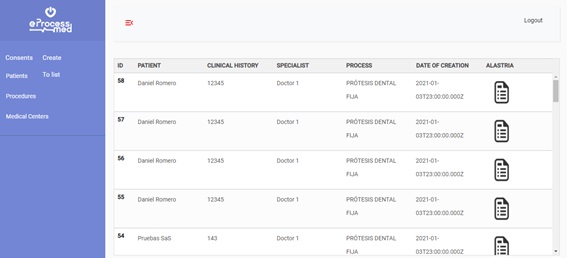 eProcess
med
Logout
Consents Create
Patients To list
Procedures
Medical Centers
ID PATIENT CLINICAL HISTORY SPECIALIST PROCESS DATE OF CREATION ALASTRIA
58 Daniel Romero 12345 Doctor 1 PRÓTESIS DENTAL 2021-01-
FIJA 03T23:00:00.000Z
57 Daniel Romero 12345 Doctor 1 PRÓTESIS DENTAL 2021-01-
FIJA 03T23:00:00.000Z
56 Daniel Romero 12345 Doctor 1 PRÓTESIS DENTAL 2021-01-
FIJA 03T23:00:00.000Z
55 Daniel Romero 12345 Doctor 1 PRÓTESIS DENTAL 2021-01-
FIJA 03T23:00:00.000Z
54 Pruebas SaS 143 Doctor 1 PRÓTESIS DENTAL 2021-01-
FIJA 03T23:00:00.000Z